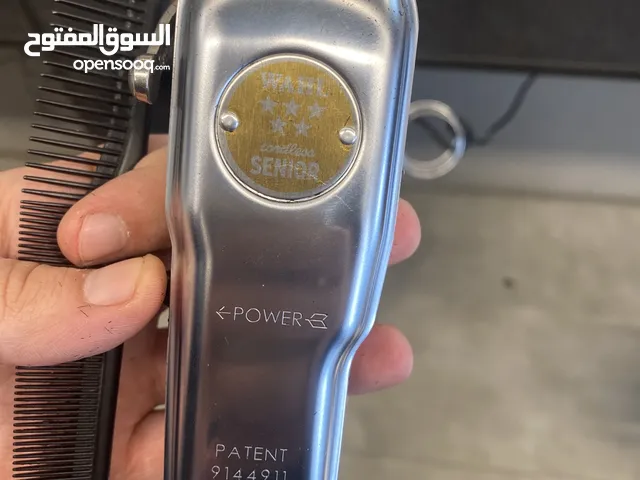 السوق المفتوح
opensooq.com
WAHL
cordless
SENIOR
←POWER
PATENT
9144911